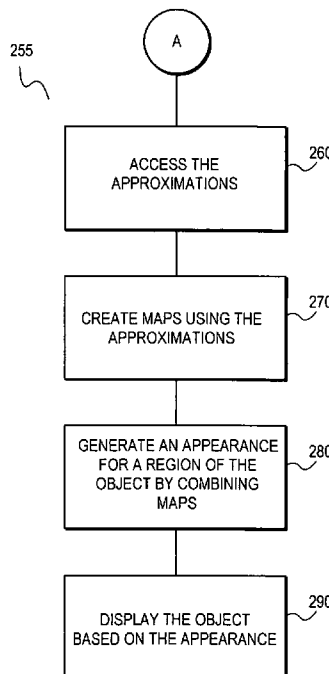 A
255
260
ACCESS THE
APPROXIMATIONS
270
CREATE MAPS USING THE
APPROXIMATIONS
280
GENERATE AN APPEARANCE
FOR A REGION OF THE
OBJECT BY COMBINING
MAPS
290
DISPLAY THE OBJECT
BASED ON THE APPEARANCE